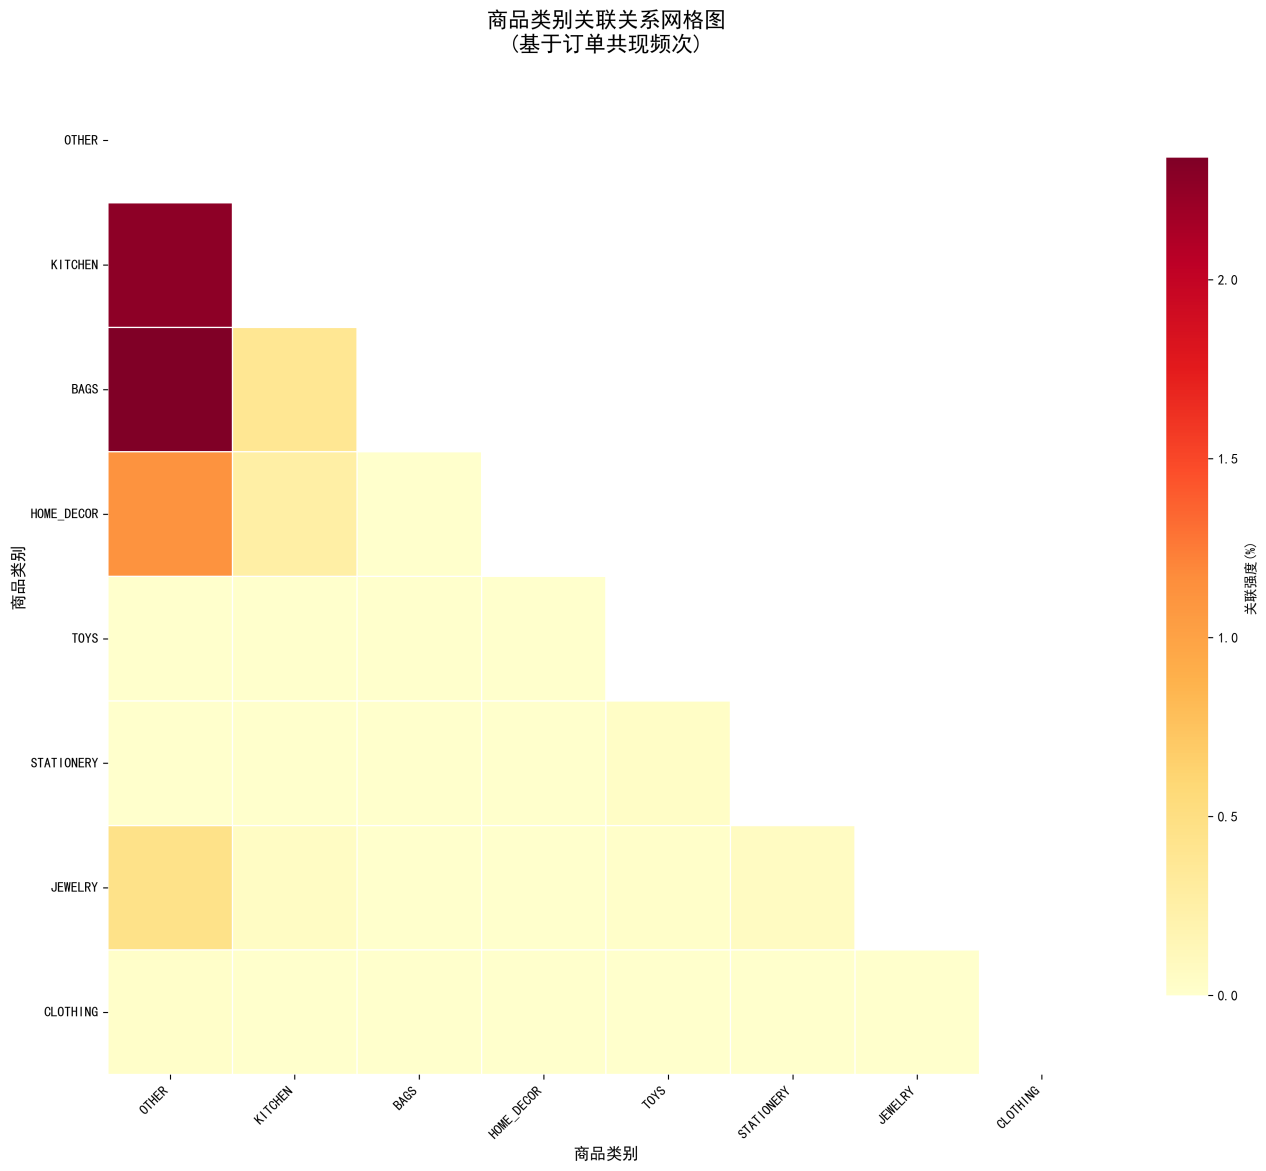 商品类别关联关系网格图
(基于订单共现频次)
OTHER
KITCHEN
BAGS
HOME_DECOR
TOYS
STATIONERY
JEWELRY
CLOTHING
商品类别
OTHER
KITCHEN
BAGS
HOME_DECOR
TOYS
STATIONERY
JEWELRY
CLOTHING
商品类别
2.0
1.5
1.0
0.5
0.0
关联强度(%)